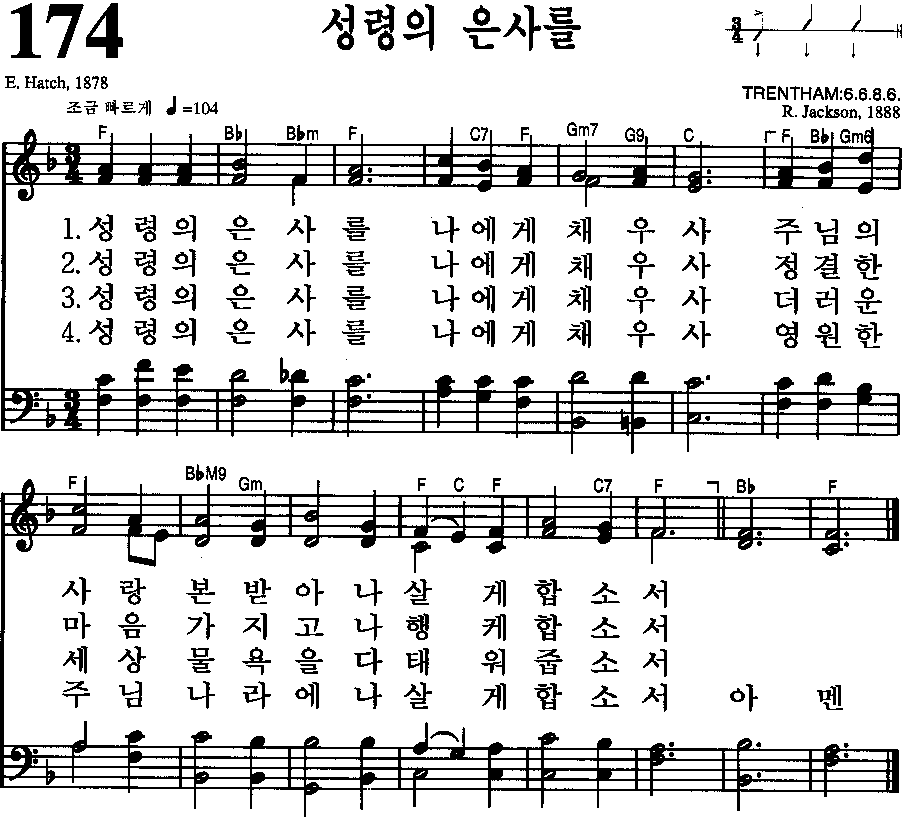 174
성령의 은사를
3/4
E. Hatch, 1878
조금 빠르게 ♩=104
TRENTHAM:6.6.8.6.
R. Jackson, 1888
F B♭ B♭m F C7 F Gm7 G9 C F B♭ Gm6
1. 성 령 의 은 사 를 나 에 게 채 우 사 주 님 의
2. 성 령 의 은 사 를 나 에 게 채 우 사 정 결 한
3. 성 령 의 은 사 를 나 에 게 채 우 사 더 러 운
4. 성 령 의 은 사 를 나 에 게 채 우 사 영 원 한
F B♭M9 Gm F C F C7 F B♭ F
사 랑 본 받 아 나 살 게 합 소 서
마 음 가 지 고 나 행 케 합 소 서
세 상 물 욕 을 다 태 워 줍 소 서
주 님 나 라 에 나 살 게 합 소 서 아 멘